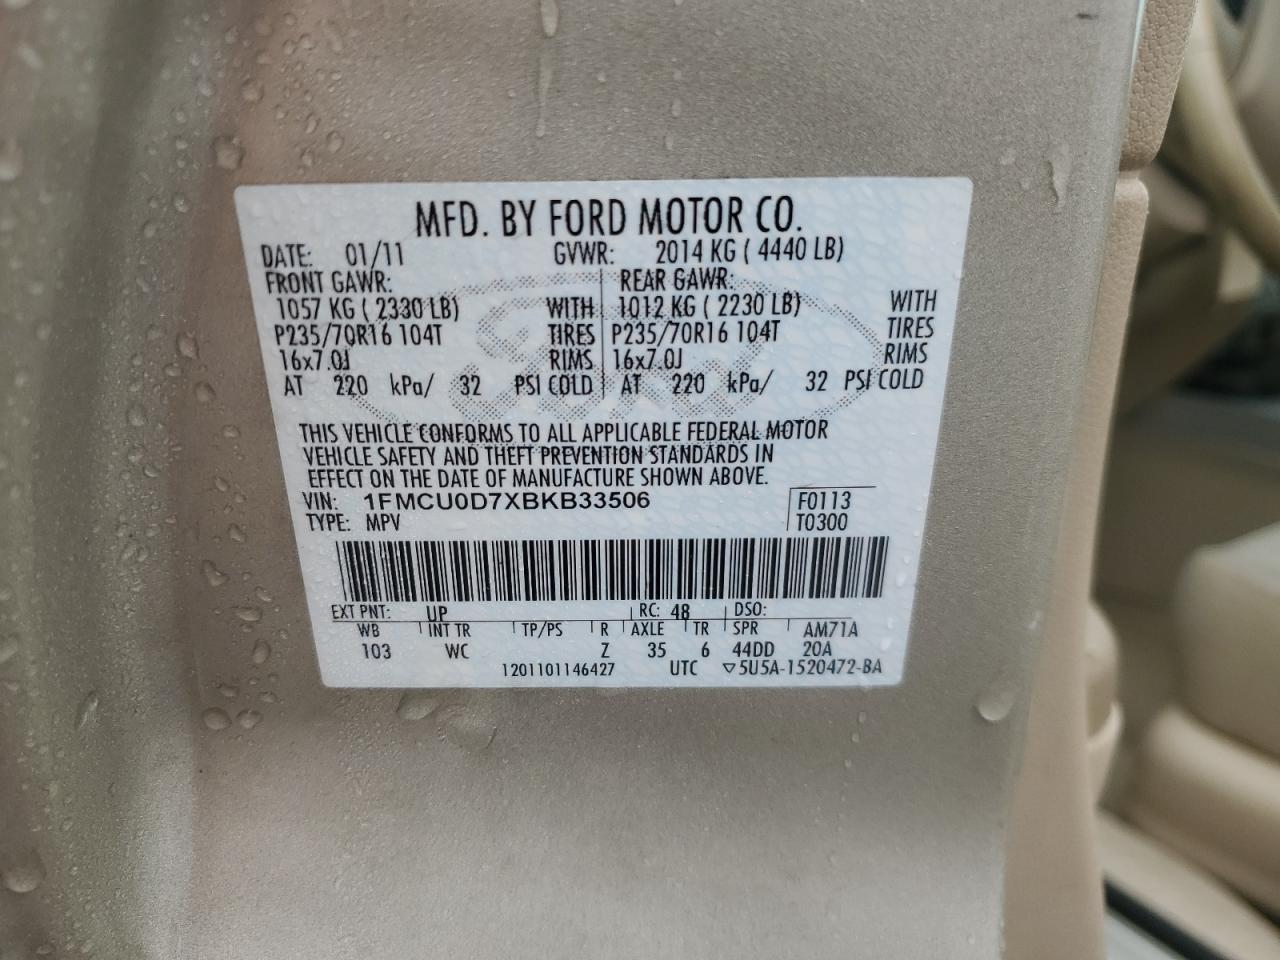 MFD. BY FORD MOTOR CO.
DATE: 01/11 GVWR: 2014 KG ( 4440 LB)
FRONT GAWR: REAR GAWR:
1057 KG ( 2330 LB) WITH 1012 KG ( 2230 LB) WITH
P235/70R16 104T TIRES P235/70R16 104T TIRES
16x7.0J RIMS 16x7.0J RIMS
AT 220 kPa/ 32 PSI COLD AT 220 kPa/ 32 PSI COLD
Ford
THIS VEHICLE CONFORMS TO ALL APPLICABLE FEDERAL MOTOR
VEHICLE SAFETY AND THEFT PREVENTION STANDARDS IN
EFFECT ON THE DATE OF MANUFACTURE SHOWN ABOVE.
VIN: 1FMCU0D7XBKB33506 F0113
TYPE: MPV T0300
EXT PNT: UP RC: 48 DSO:
WB INT TR TP/PS R AXLE TR SPR AM71A
103 WC Z 35 6 44DD 20A
1201101146427 UTC ▽5U5A-1520472-BA